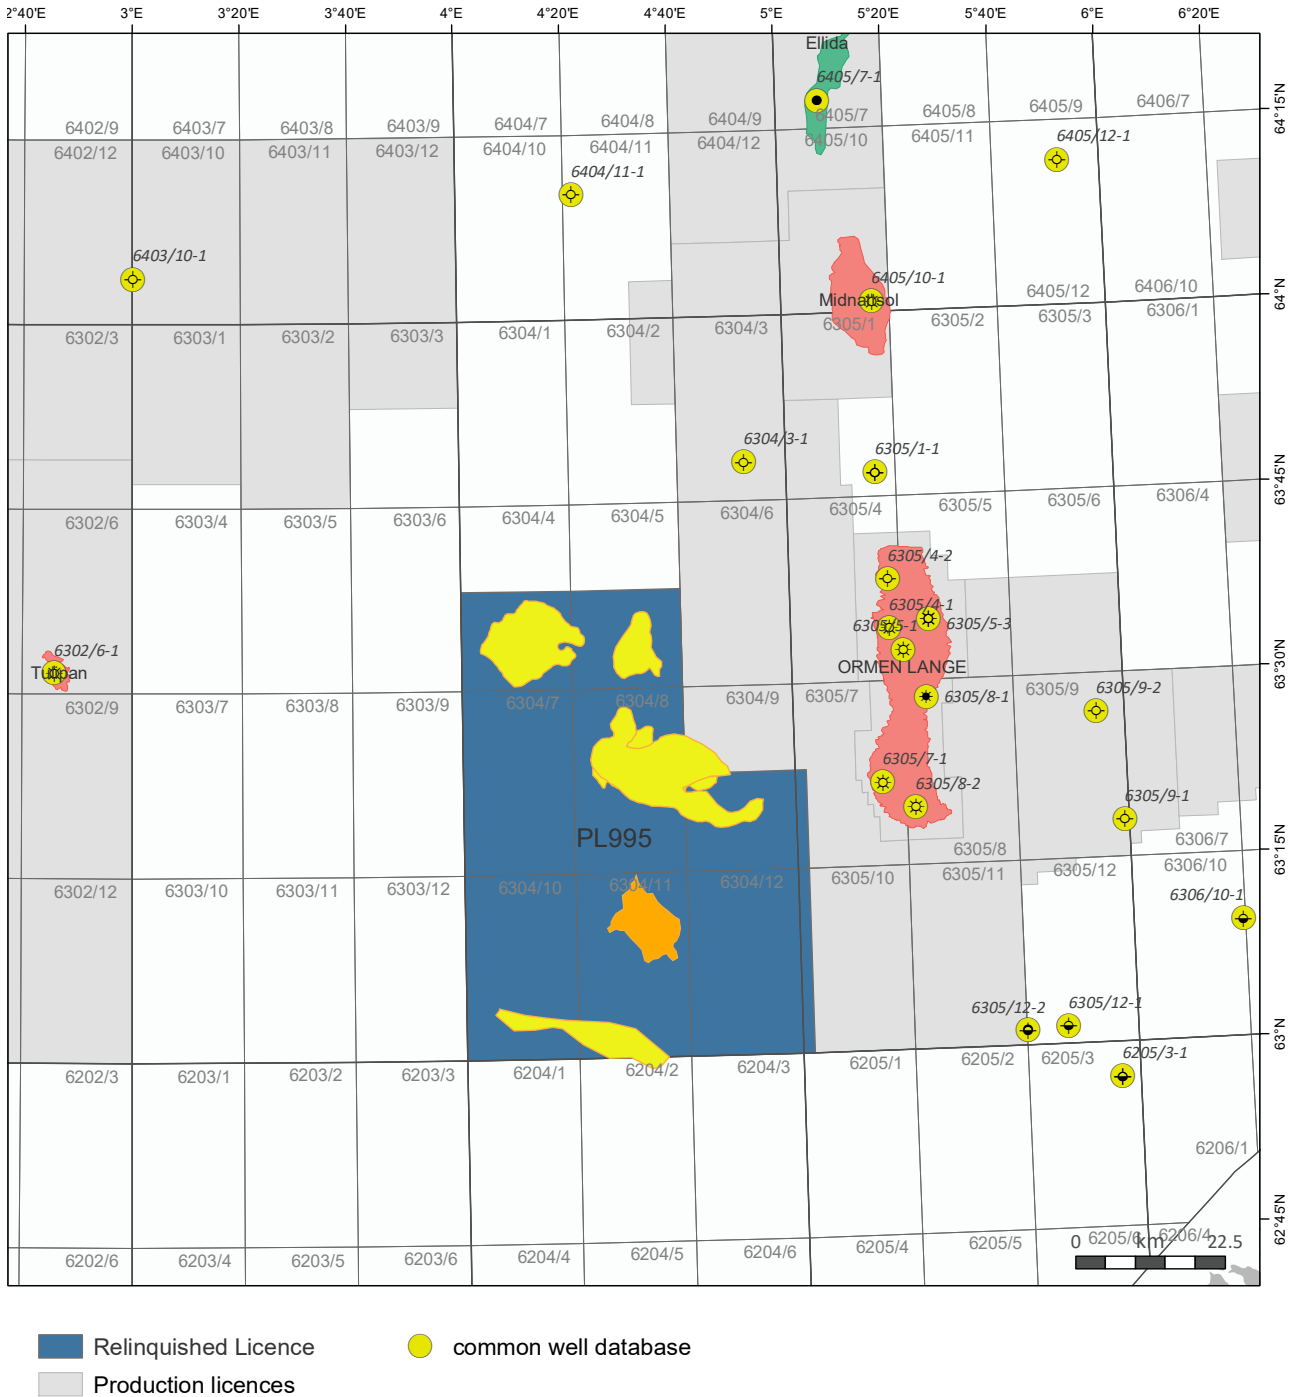 2°40'E 3°E 3°20'E 3°40'E 4°E 4°20'E 4°40'E 5°E 5°20'E 5°40'E 6°E 6°20'E
Ellida
6405/7-1
64°15'N
6402/9 6403/7 6403/8 6403/9 6404/7 6404/8 6404/9 6405/7 6405/8 6405/9 6406/7
6402/12 6403/10 6403/11 6403/12 6404/10 6404/11 6404/12 6405/10 6405/11 6405/12-1
6404/11-1
6403/10-1
6405/10-1
Midnattsol
6405/12 6406/10
64°N
6302/3 6303/1 6303/2 6303/3 6304/1 6304/2 6304/3 6305/1 6305/2 6305/3 6306/1
6304/3-1
6305/1-1
63°45'N
6302/6 6303/4 6303/5 6303/6 6304/4 6304/5 6304/6 6305/4 6305/5 6305/6 6306/4
6305/4-2
6305/4-1
6305/5-1 6305/5-3
6302/6-1
Tulipan
ORMEN LANGE
63°30'N
6302/9 6303/7 6303/8 6303/9 6304/7 6304/8 6304/9 6305/7 6305/8-1 6305/9 6305/9-2
6305/7-1
6305/8-2
6305/9-1
PL995
6305/8 6306/7
63°15'N
6302/12 6303/10 6303/11 6303/12 6304/10 6304/11 6304/12 6305/10 6305/11 6305/12 6306/10
6306/10-1
6305/12-2 6305/12-1
63°N
6202/3 6203/1 6203/2 6203/3 6204/1 6204/2 6204/3 6205/1 6205/2 6205/3 6205/3-1
6206/1
62°45'N
6202/6 6203/4 6203/5 6203/6 6204/4 6204/5 6204/6 6205/4 6205/5 6205/6 6206/4
0 km 22.5
Relinquished Licence
common well database
Production licences